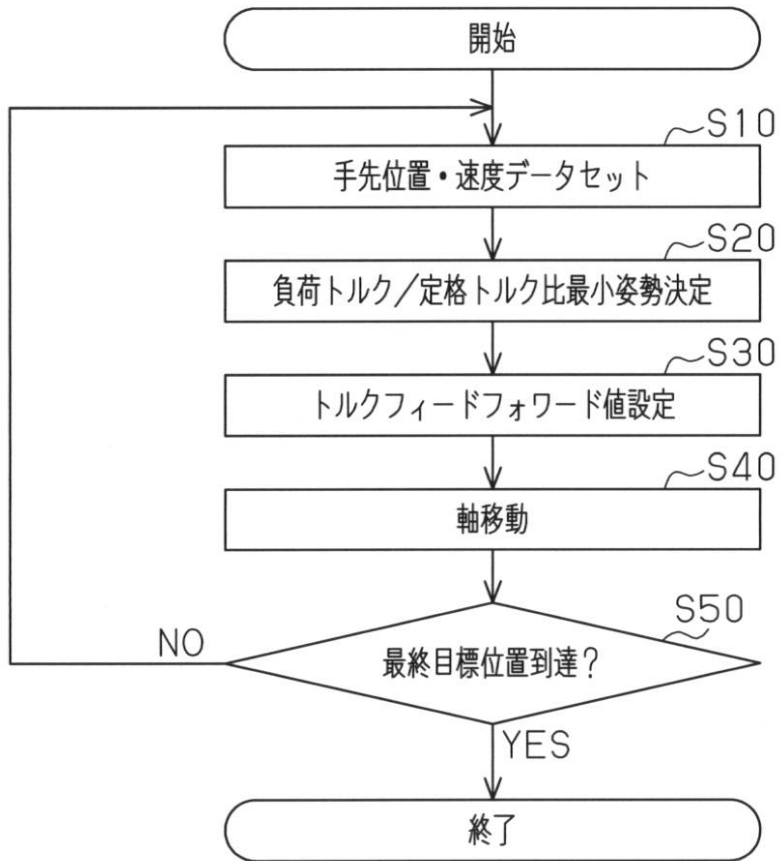 開始
S10
手先位置・速度データセット
S20
負荷トルク/定格トルク比最小姿勢決定
S30
トルクフィードフォワード値設定
S40
軸移動
S50
最終目標位置到達?
NO
YES
終了